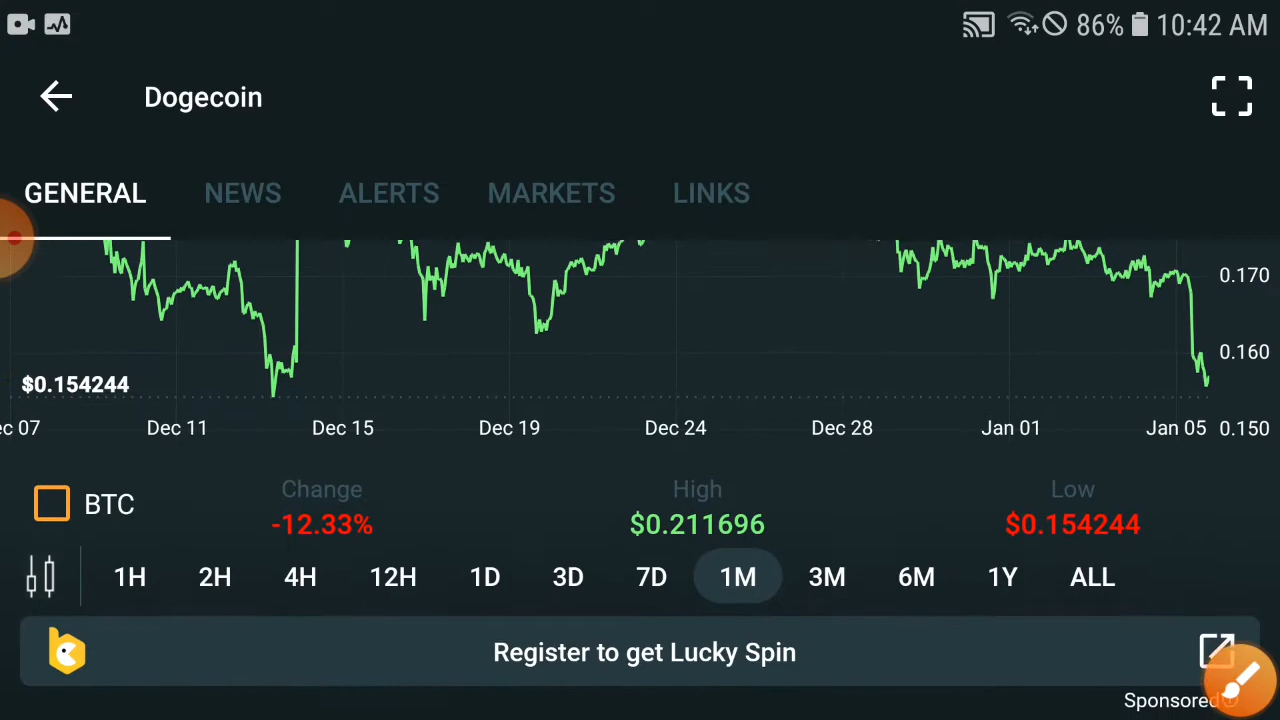 86% 10:42 AM
Dogecoin
GENERAL NEWS ALERTS MARKETS LINKS
0.170
0.160
$0.154244
ec 07 Dec 11 Dec 15 Dec 19 Dec 24 Dec 28 Jan 01 Jan 05 0.150
BTC
Change High Low
-12.33% $0.211696 $0.154244
1H 2H 4H 12H 1D 3D 7D 1M 3M 6M 1Y ALL
Register to get Lucky Spin
Sponsored